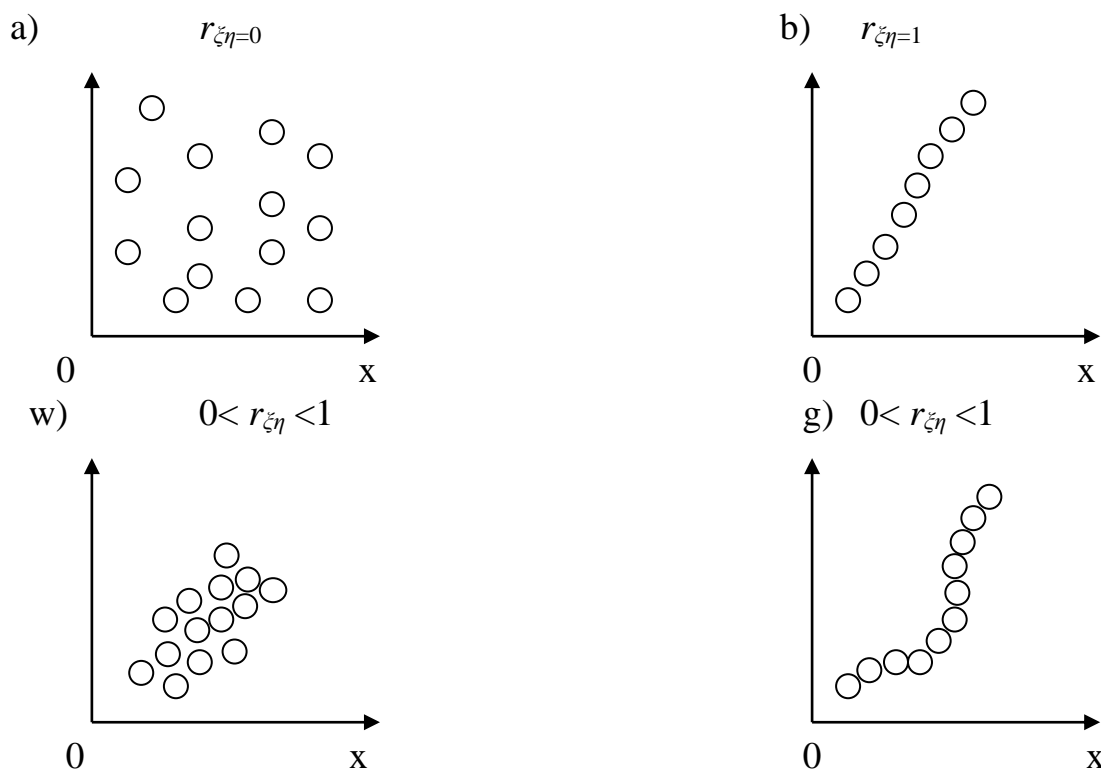 a) r_{ξη=0}
b) r_{ξη=1}
0 x
0 x
w) 0< r_{ξη} <1
g) 0< r_{ξη} <1
0 x
0 x